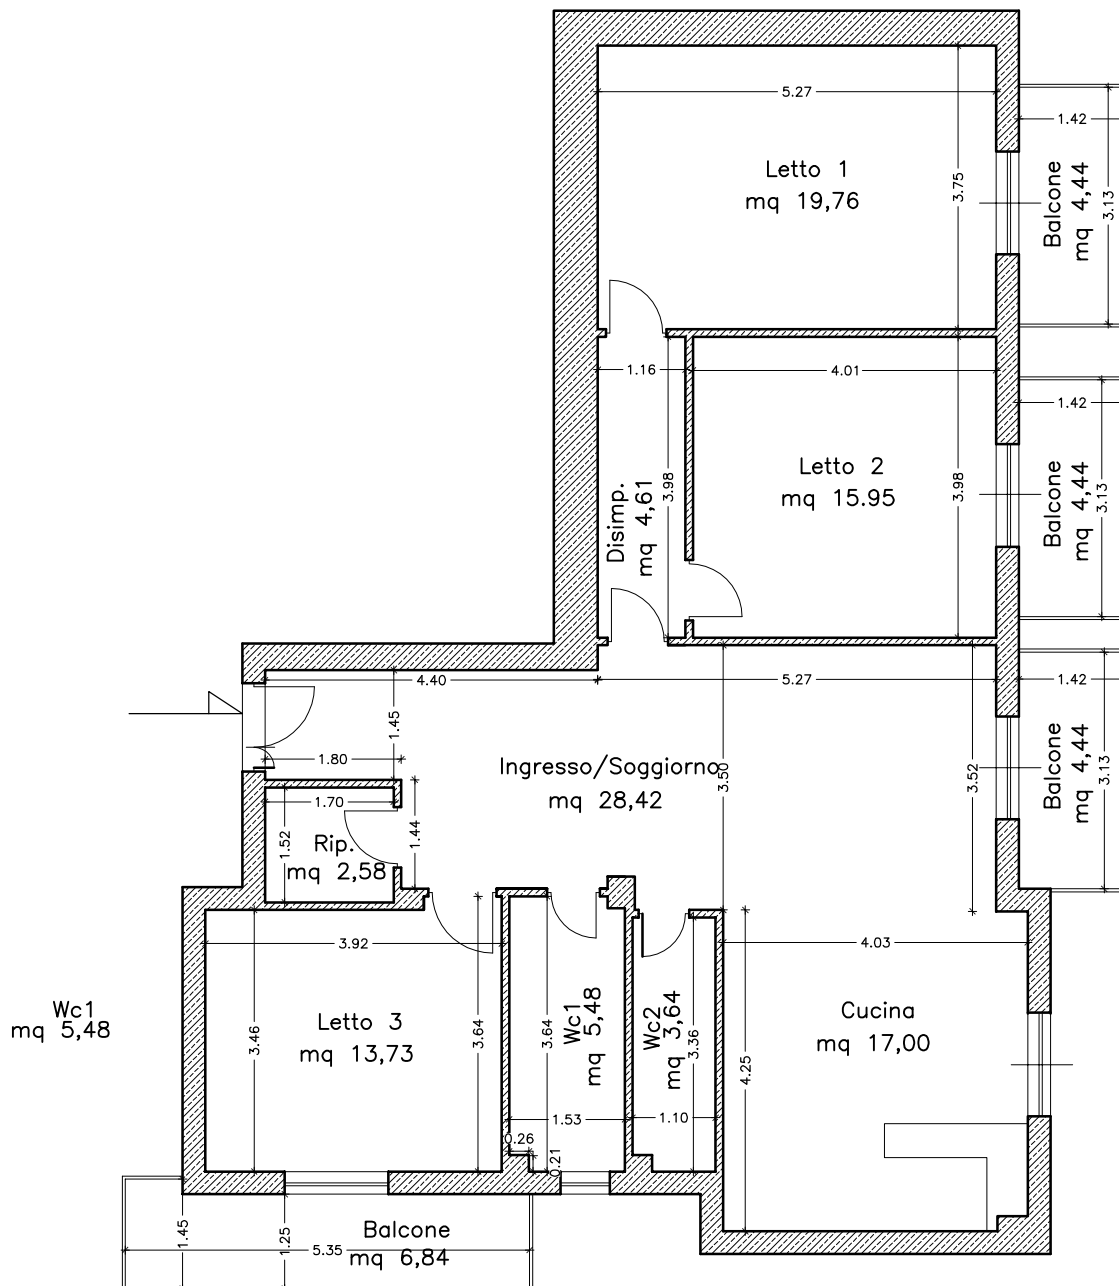 5.27
1.42
Letto 1
mq 19,76
3.75
Balcone
mq 4,44
3.13
1.16
4.01
1.42
Letto 2
mq 15.95
Disimp.
mq 4,61
3.98
3.98
Balcone
mq 4,44
3.13
4.40
5.27
1.42
1.45
1.80
Ingresso/Soggiorno
mq 28,42
3.50
3.52
Balcone
mq 4,44
3.13
1.70
1.52
Rip.
mq 2,58
1.44
3.92
4.03
Wc1
mq 5,48
Letto 3
mq 13,73
3.46
3.64
3.64
Wc1
mq 5,48
Wc2
mq 3,64
3.36
Cucina
mq 17,00
4.25
1.53
1.10
0.26
0.21
1.45
1.25
Balcone
5.35
mq 6,84